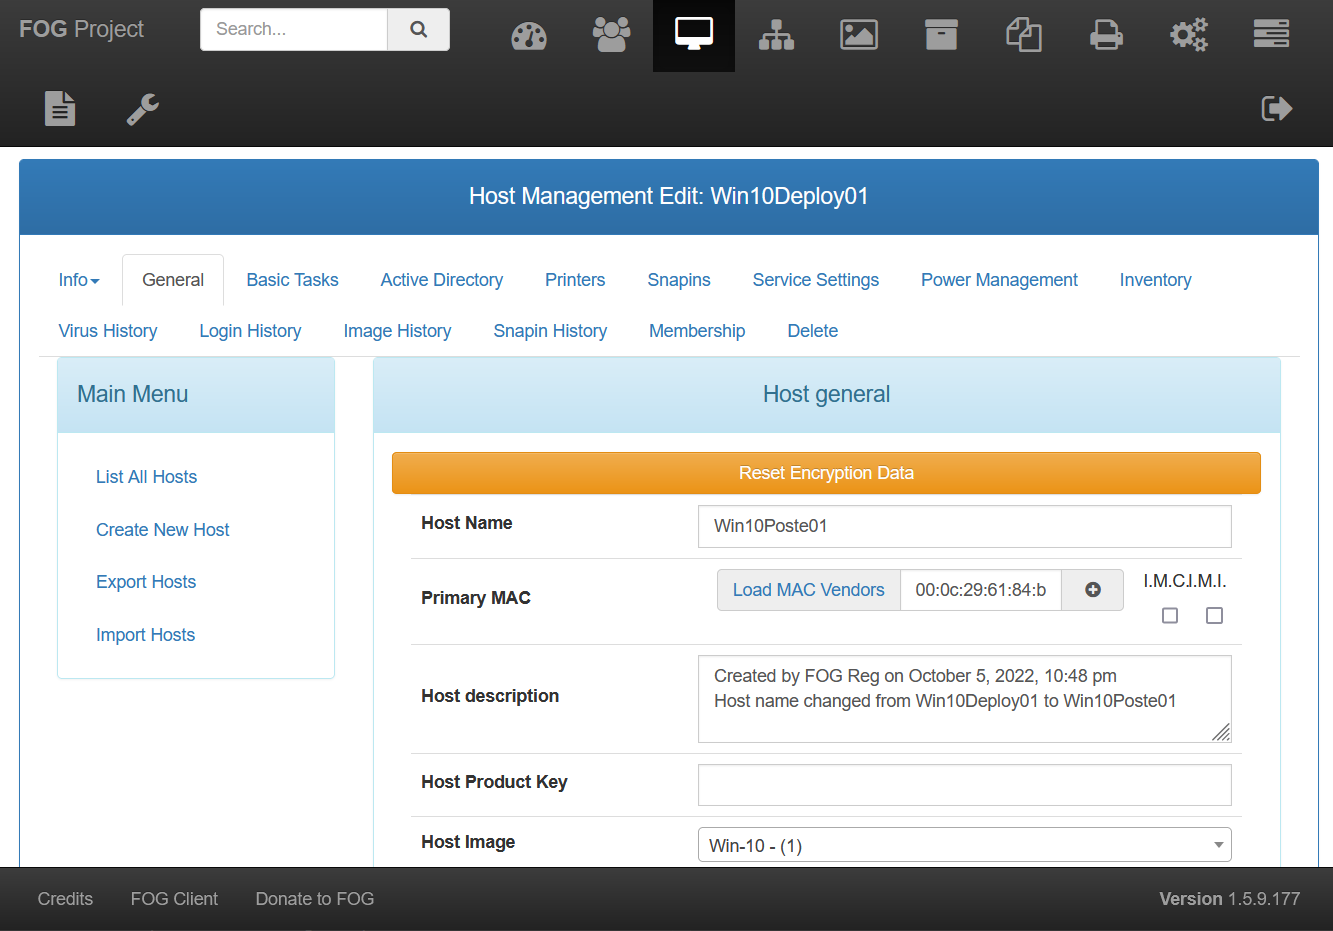 FOG Project
Search...
Host Management Edit: Win10Deploy01
Info General Basic Tasks Active Directory Printers Snapins Service Settings Power Management Inventory
Virus History Login History Image History Snapin History Membership Delete
Main Menu
List All Hosts
Create New Host
Export Hosts
Import Hosts
Host general
Reset Encryption Data
Host Name Win10Poste01
Primary MAC Load MAC Vendors 00:0c:29:61:84:b I.M.C.I.M.I.
Host description Created by FOG Reg on October 5, 2022, 10:48 pm
Host name changed from Win10Deploy01 to Win10Poste01
Host Product Key
Host Image Win-10 - (1)
Credits FOG Client Donate to FOG Version 1.5.9.177